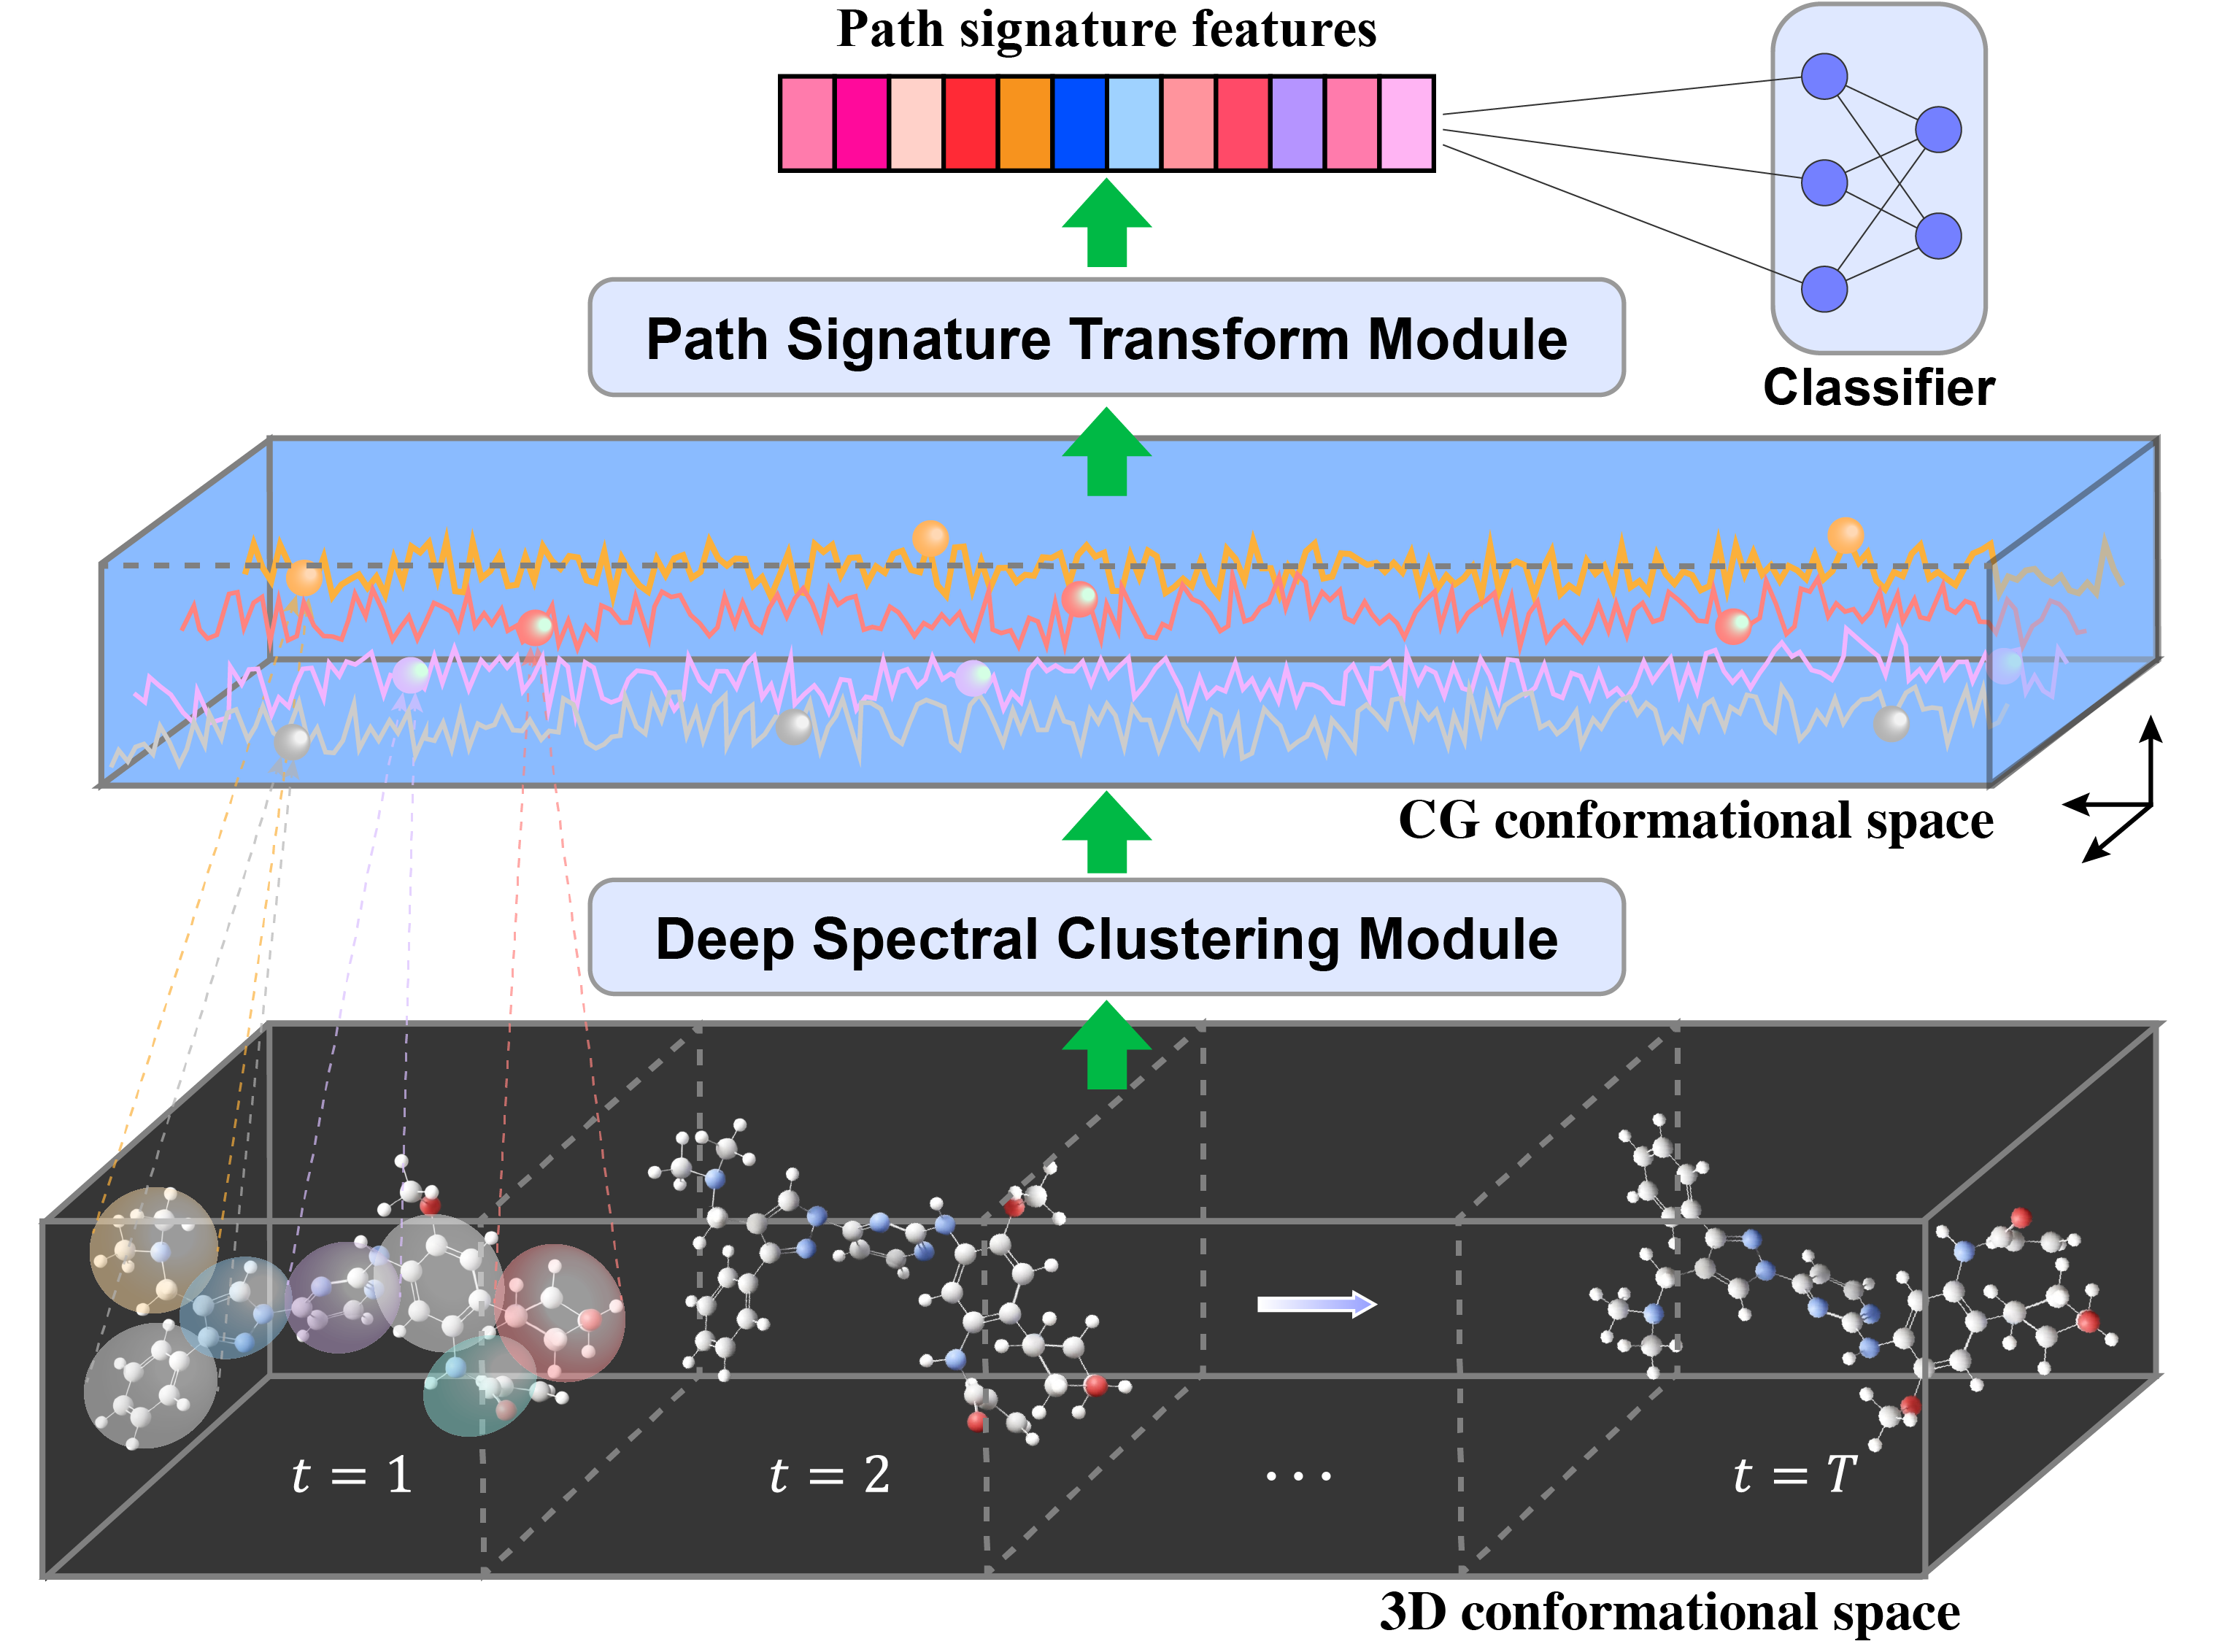 Path signature features
Path Signature Transform Module
Classifier
CG conformational space
Deep Spectral Clustering Module
t = 1
t = 2
···
t = T
3D conformational space